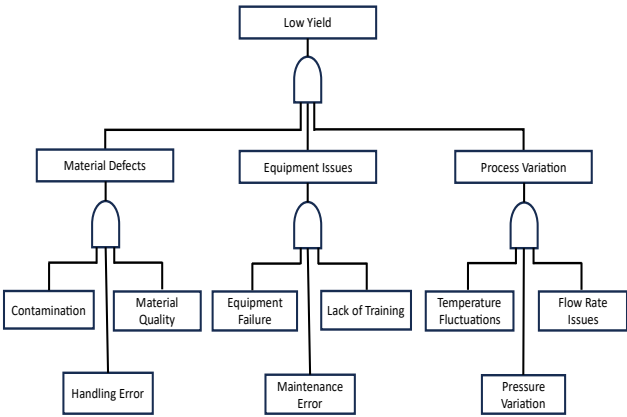 Low Yield
Material Defects
Equipment Issues
Process Variation
Contamination
Material
Quality
Equipment
Failure
Lack of Training
Temperature
Fluctuations
Flow Rate
Issues
Handling Error
Maintenance
Error
Pressure
Variation